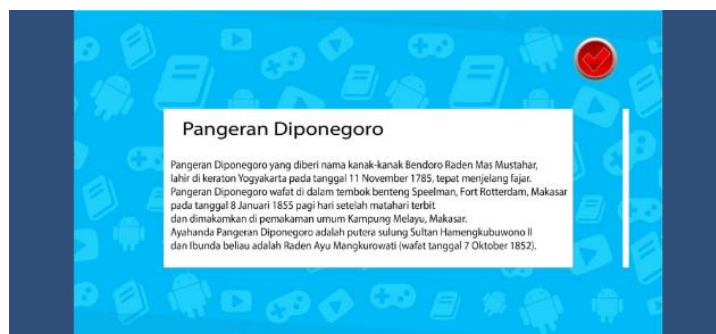 Pangeran Diponegoro
Pangeran Diponegoro yang diberi nama kanak-kanak Bendoro Raden Mas Mustahar,
lahir di keraton Yogyakarta pada tanggal 11 November 1785, tepat menjelang fajar.
Pangeran Diponegoro wafat di dalam tembok benteng Speelman, Fort Rotterdam, Makasar
pada tanggal 8 Januari 1855 pagi hari setelah matahari terbit
dan dimakamkan di pemakaman umum Kampung Melayu, Makasar.
Ayahanda Pangeran Diponegoro adalah putera sulung Sultan Hamengkubuwono II
dan Ibunda beliau adalah Raden Ayu Mangkurowati (wafat tanggal 7 Oktober 1852).